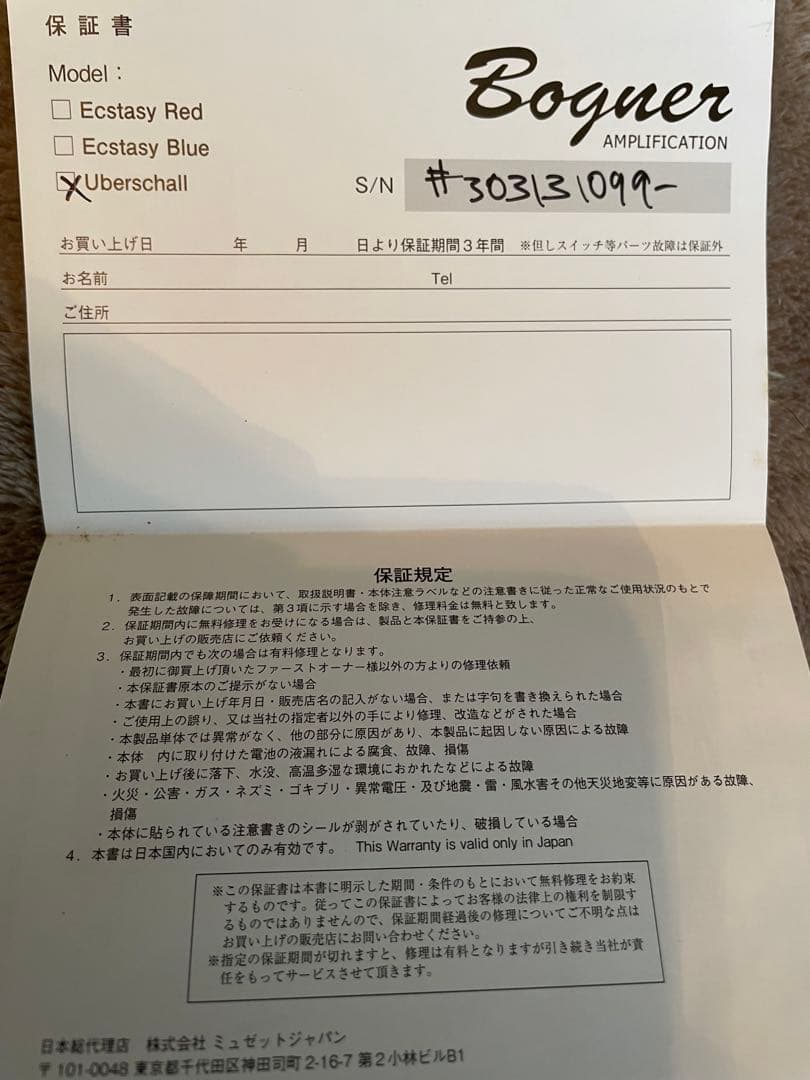 保証書
Model：
Bogner
AMPLIFICATION
Ecstasy Red
Ecstasy Blue
X Uberschall
S/N #303131099-
お買い上げ日 年 月 日より保証期間3年間 ※但しスイッチ等パーツ故障は保証外
お名前 Tel
ご住所
保証規定
1．表面記載の保障期間において、取扱説明書・本体注意ラベルなどの注意書きに従った正常なご使用状況のもとで
発生した故障については、第3項に示す場合を除き、修理料金は無料と致します。
2．保証期間内に無料修理をお受けになる場合は、製品と本保証書をご持参の上、
お買い上げの販売店にご依頼ください。
3．保証期間内でも次の場合は有料修理となります。
・最初に御買上げ頂いたファーストオーナー様以外の方よりの修理依頼
・本保証書原本のご提示がない場合
・本書にお買い上げ年月日・販売店名の記入がない場合、または字句を書き換えられた場合
・ご使用上の誤り、又は当社の指定者以外の手により修理、改造などがされた場合
・本製品単体では異常がなく、他の部分に原因があり、本製品に起因しない原因による故障
・本体 内に取り付けた電池の液漏れによる腐食、故障、損傷
・お買い上げ後に落下、水没、高温多湿な環境におかれたなどによる故障
・火災・公害・ガス・ネズミ・ゴキブリ・異常電圧・及び地震・雷・風水害その他天災地変等に原因がある故障、
損傷
・本体に貼られている注意書きのシールが剥がされていたり、破損している場合
4．本書は日本国内においてのみ有効です。 This Warranty is valid only in Japan
※この保証書は本書に明示した期間・条件のもとにおいて無料修理をお約束
するものです。従ってこの保証書によってお客様の法律上の権利を制限す
るものではありませんので、保証期間経過後の修理についてご不明な点は
お買い上げの販売店にお問い合わせください。
※指定の保証期間が切れますと、修理は有料となりますが引き続き当社が責
任をもってサービスさせて頂きます。
日本総代理店 株式会社 ミュゼットジャパン
〒101-0048 東京都千代田区神田司町2-16-7 第2小林ビルB1